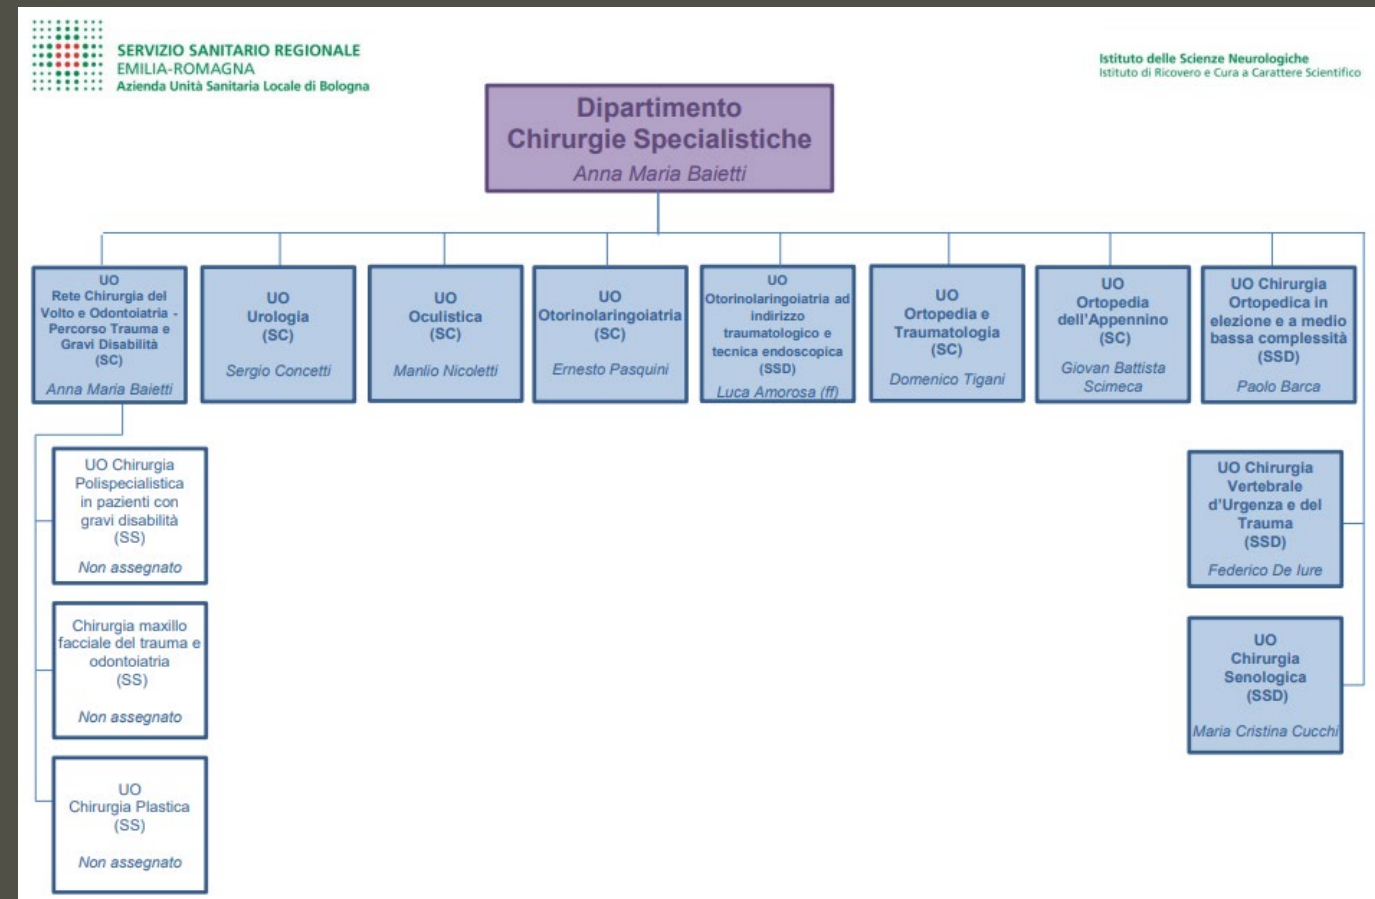 SERVIZIO SANITARIO REGIONALE
EMILIA-ROMAGNA
Azienda Unità Sanitaria Locale di Bologna
Istituto delle Scienze Neurologiche
Istituto di Ricovero e Cura a Carattere Scientifico
Dipartimento
Chirurgie Specialistiche
Anna Maria Baietti
UO
Rete Chirurgia del
Volto e Odontoiatria -
Percorso Trauma e
Gravi Disabilità
(SC)
Anna Maria Baietti
UO
Urologia
(SC)
Sergio Concetti
UO
Oculistica
(SC)
Manlio Nicoletti
UO
Otorinolaringoiatria
(SC)
Ernesto Pasquini
UO
Otorinolaringoiatria ad
indirizzo
traumatologico e
tecnica endoscopica
(SSD)
Luca Amorosa (ff)
UO
Ortopedia e
Traumatologia
(SC)
Domenico Tigani
UO
Ortopedia
dell'Appennino
(SC)
Giovan Battista
Scimeca
UO Chirurgia
Ortopedica in
elezione e a medio
bassa complessità
(SSD)
Paolo Barca
UO Chirurgia
Polispecialistica
in pazienti con
gravi disabilità
(SS)
Non assegnato
Chirurgia maxillo
facciale del trauma e
odontoiatria
(SS)
Non assegnato
UO
Chirurgia Plastica
(SS)
Non assegnato
UO Chirurgia
Vertebrale
d'Urgenza e del
Trauma
(SSD)
Federico De Iure
UO
Chirurgia
Senologica
(SSD)
Maria Cristina Cucchi